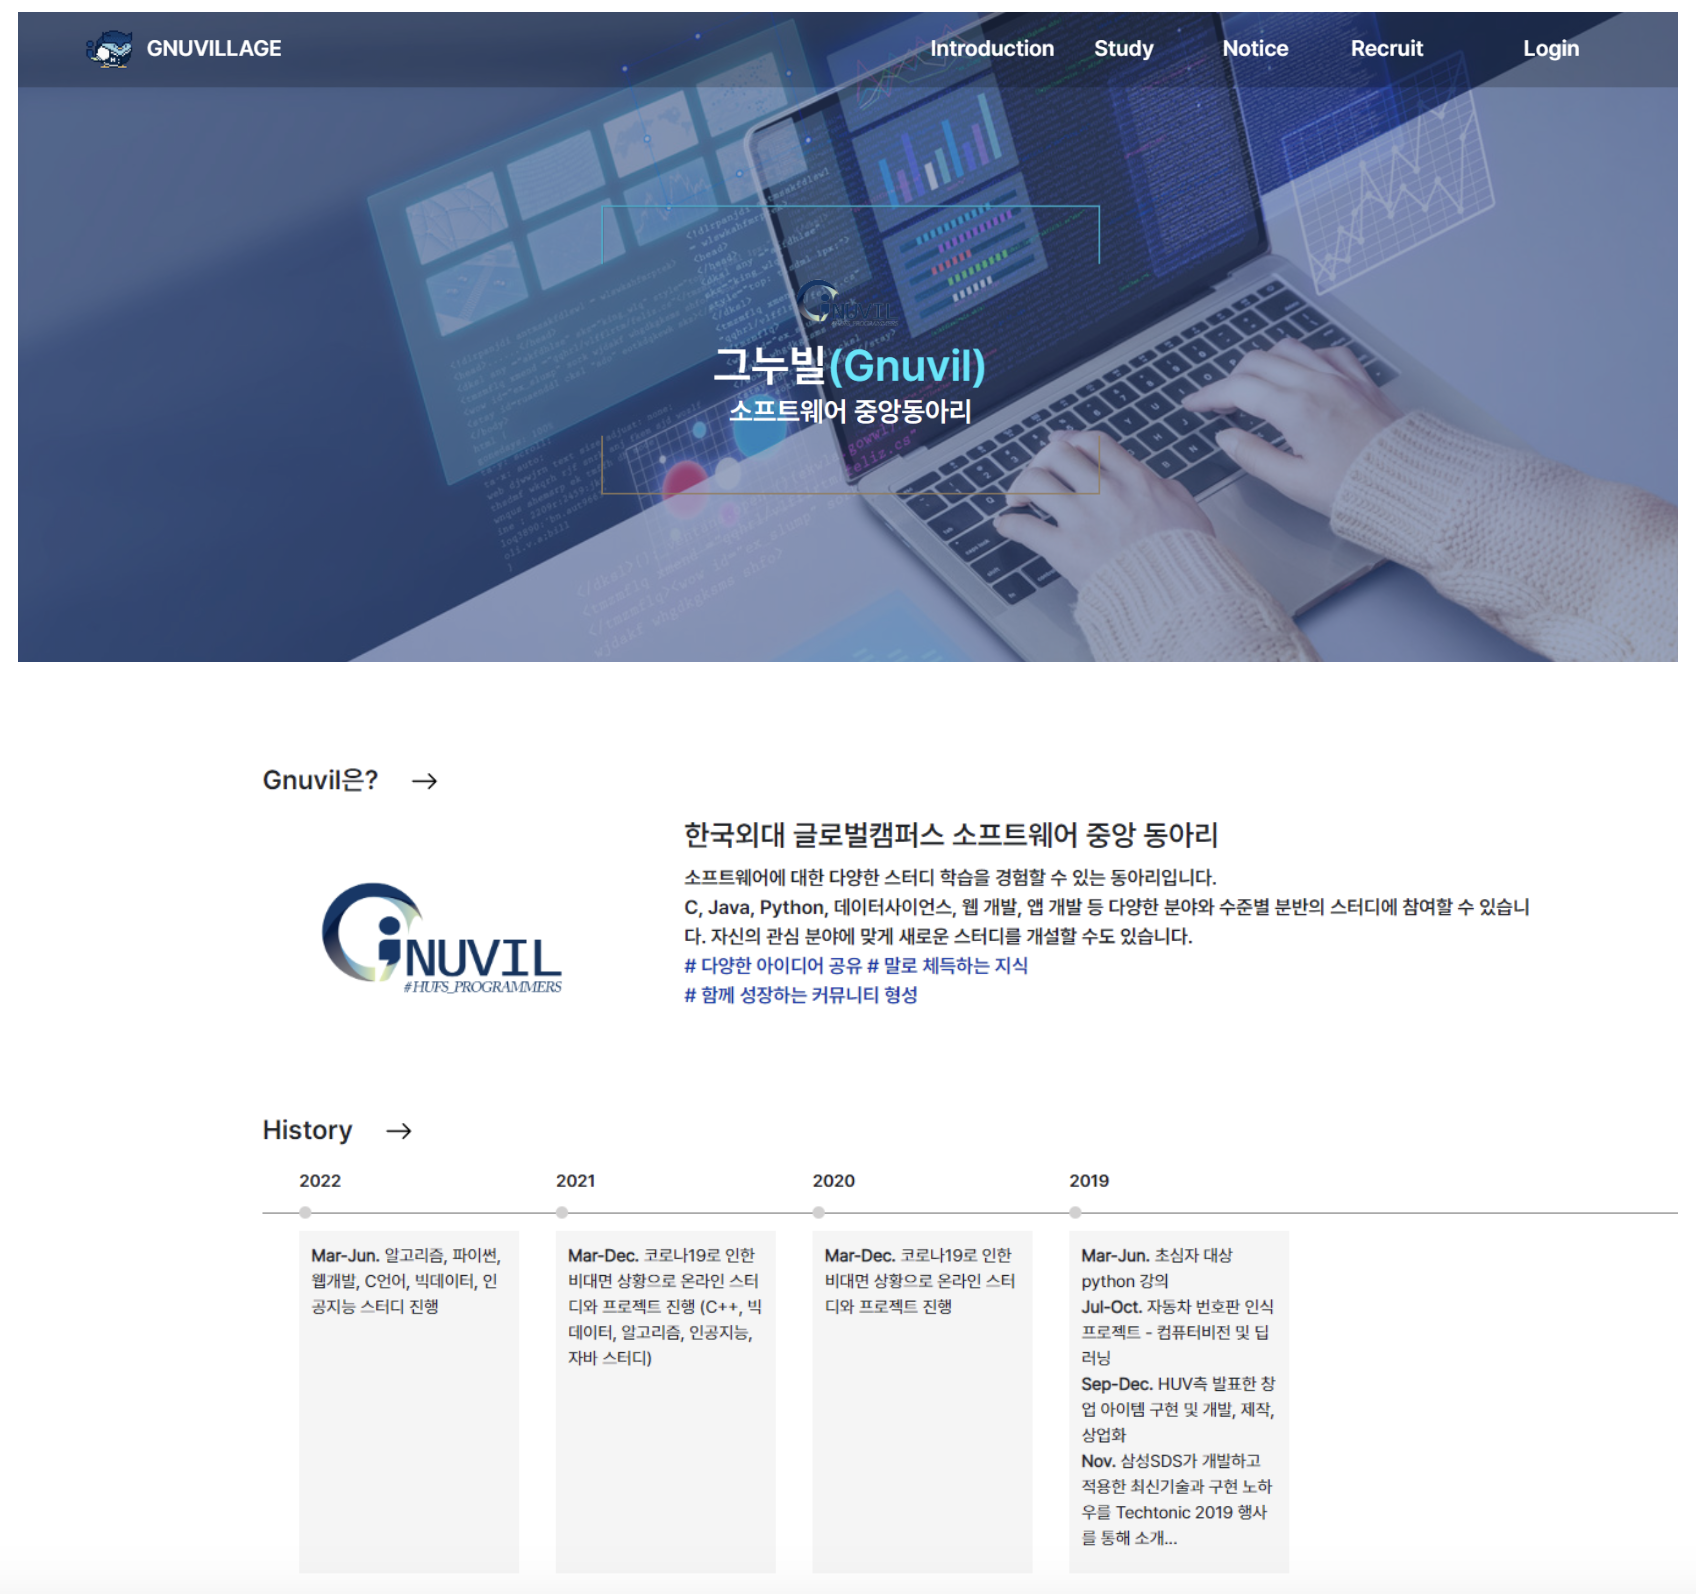 GNUVILLAGE
Introduction
Study
Notice
Recruit
Login
GNUVIL
그누빌(Gnuvil)
소프트웨어 중앙동아리
Gnuvil은? →
한국외대 글로벌캠퍼스 소프트웨어 중앙 동아리
소프트웨어에 대한 다양한 스터디 학습을 경험할 수 있는 동아리입니다.
C, Java, Python, 데이터사이언스, 웹 개발, 앱 개발 등 다양한 분야와 수준별 분반의 스터디에 참여할 수 있습니
다. 자신의 관심 분야에 맞게 새로운 스터디를 개설할 수도 있습니다.
# 다양한 아이디어 공유 # 말로 체득하는 지식
# 함께 성장하는 커뮤니티 형성
GNUVIL
#HUFS_PROGRAMMERS
History →
2022
Mar-Jun. 알고리즘, 파이썬,
웹개발, C언어, 빅데이터, 인
공지능 스터디 진행
2021
Mar-Dec. 코로나19로 인한
비대면 상황으로 온라인 스터
디와 프로젝트 진행 (C++, 빅
데이터, 알고리즘, 인공지능,
자바 스터디)
2020
Mar-Dec. 코로나19로 인한
비대면 상황으로 온라인 스터
디와 프로젝트 진행
2019
Mar-Jun. 초심자 대상
python 강의
Jul-Oct. 자동차 번호판 인식
프로젝트 - 컴퓨터비전 및 딥
러닝
Sep-Dec. HUV측 발표한 창
업 아이템 구현 및 개발, 제작,
상업화
Nov. 삼성SDS가 개발하고
적용한 최신기술과 구현 노하
우를 Techtonic 2019 행사
를 통해 소개...